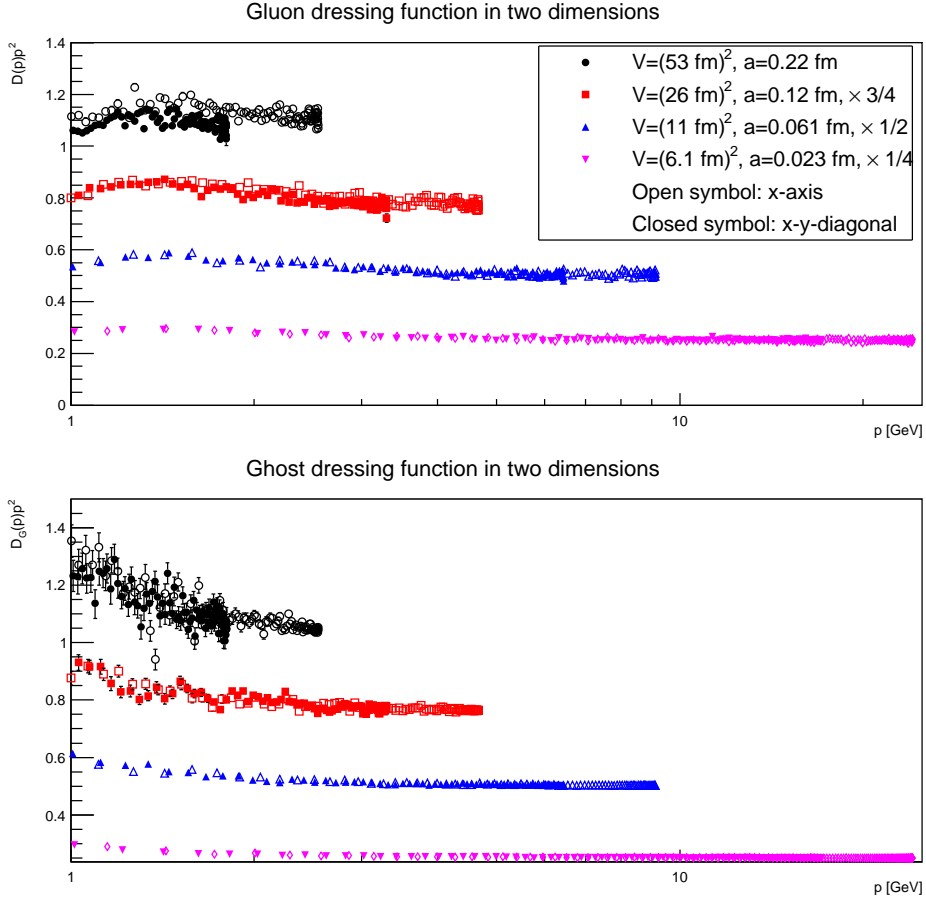 Gluon dressing function in two dimensions
D(p)p²
1.4
1.2
1
0.8
0.6
0.4
0.2
0
V=(53 fm)², a=0.22 fm
V=(26 fm)², a=0.12 fm, × 3/4
V=(11 fm)², a=0.061 fm, × 1/2
V=(6.1 fm)², a=0.023 fm, × 1/4
Open symbol: x-axis
Closed symbol: x-y-diagonal
1
10
p [GeV]
Ghost dressing function in two dimensions
D_G(p)p²
1.4
1.2
1
0.8
0.6
0.4
1
10
p [GeV]